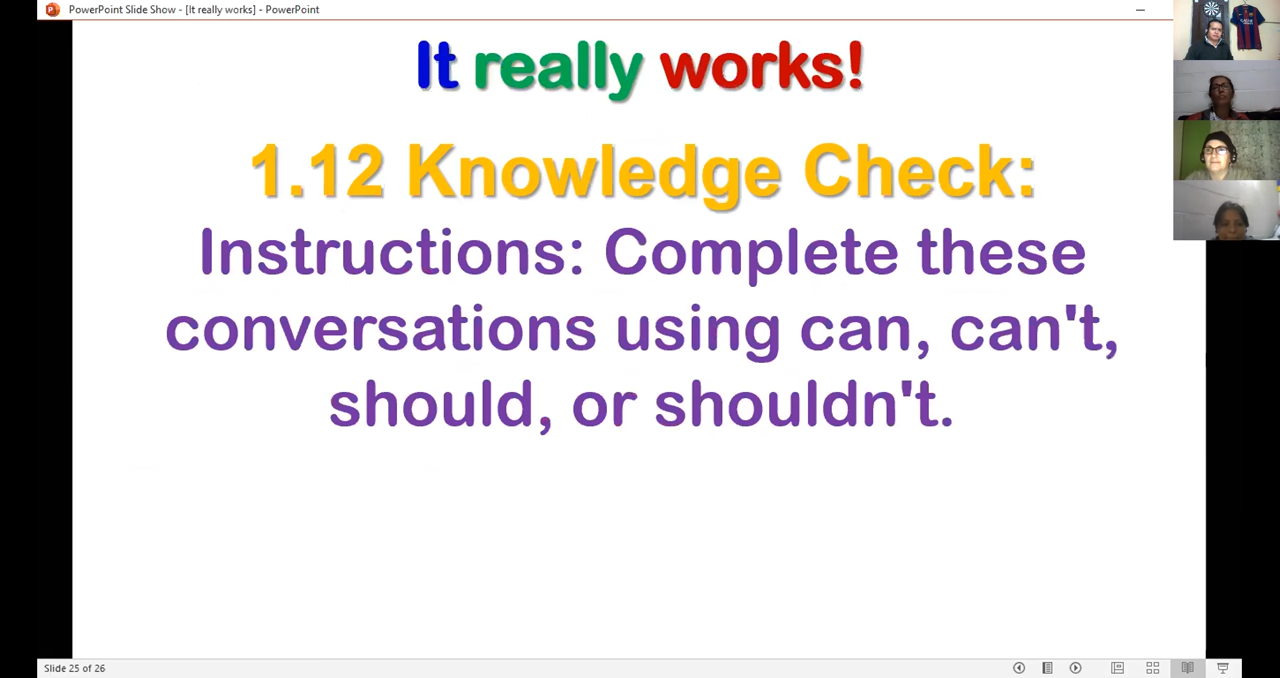 PowerPoint Slide Show - [It really works] - PowerPoint
It really works!
1.12 Knowledge Check:
Instructions: Complete these
conversations using can, can't,
should, or shouldn't.
Slide 25 of 26